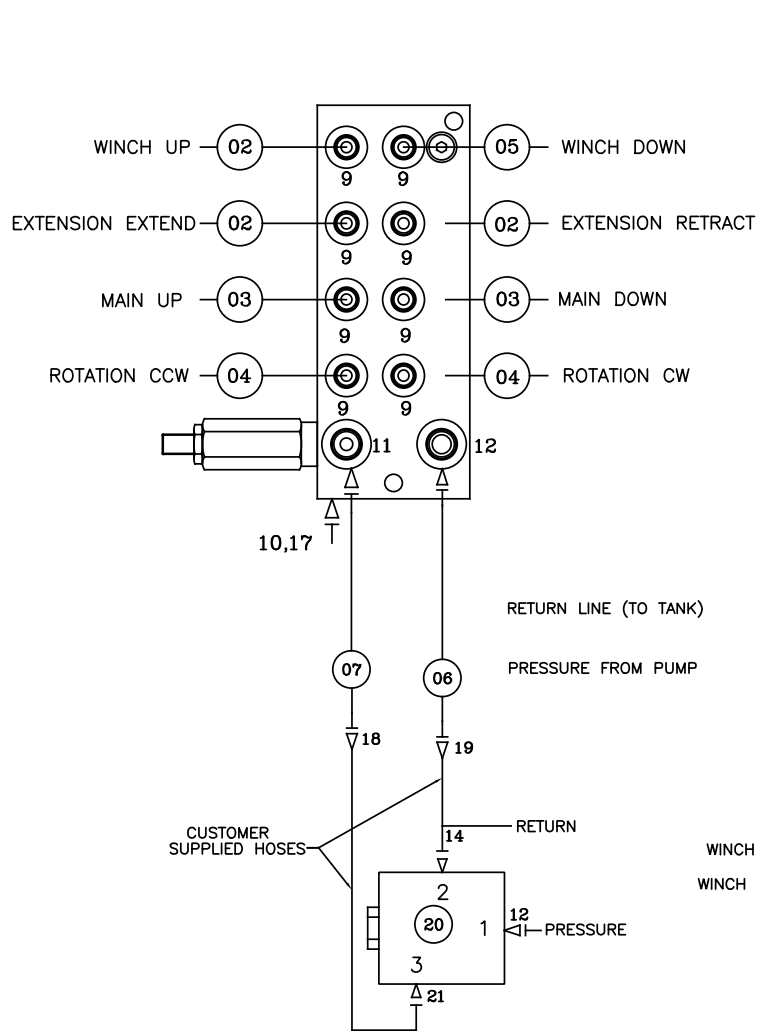 WINCH UP 02 05 WINCH DOWN
9 9
EXTENSION EXTEND 02 02 EXTENSION RETRACT
9 9
MAIN UP 03 03 MAIN DOWN
9 9
ROTATION CCW 04 04 ROTATION CW
9 9
11 12
10,17
RETURN LINE (TO TANK)
07 06 PRESSURE FROM PUMP
18 19
CUSTOMER
SUPPLIED HOSES
14 RETURN
WINCH
WINCH
2
20 1 12 PRESSURE
3
21